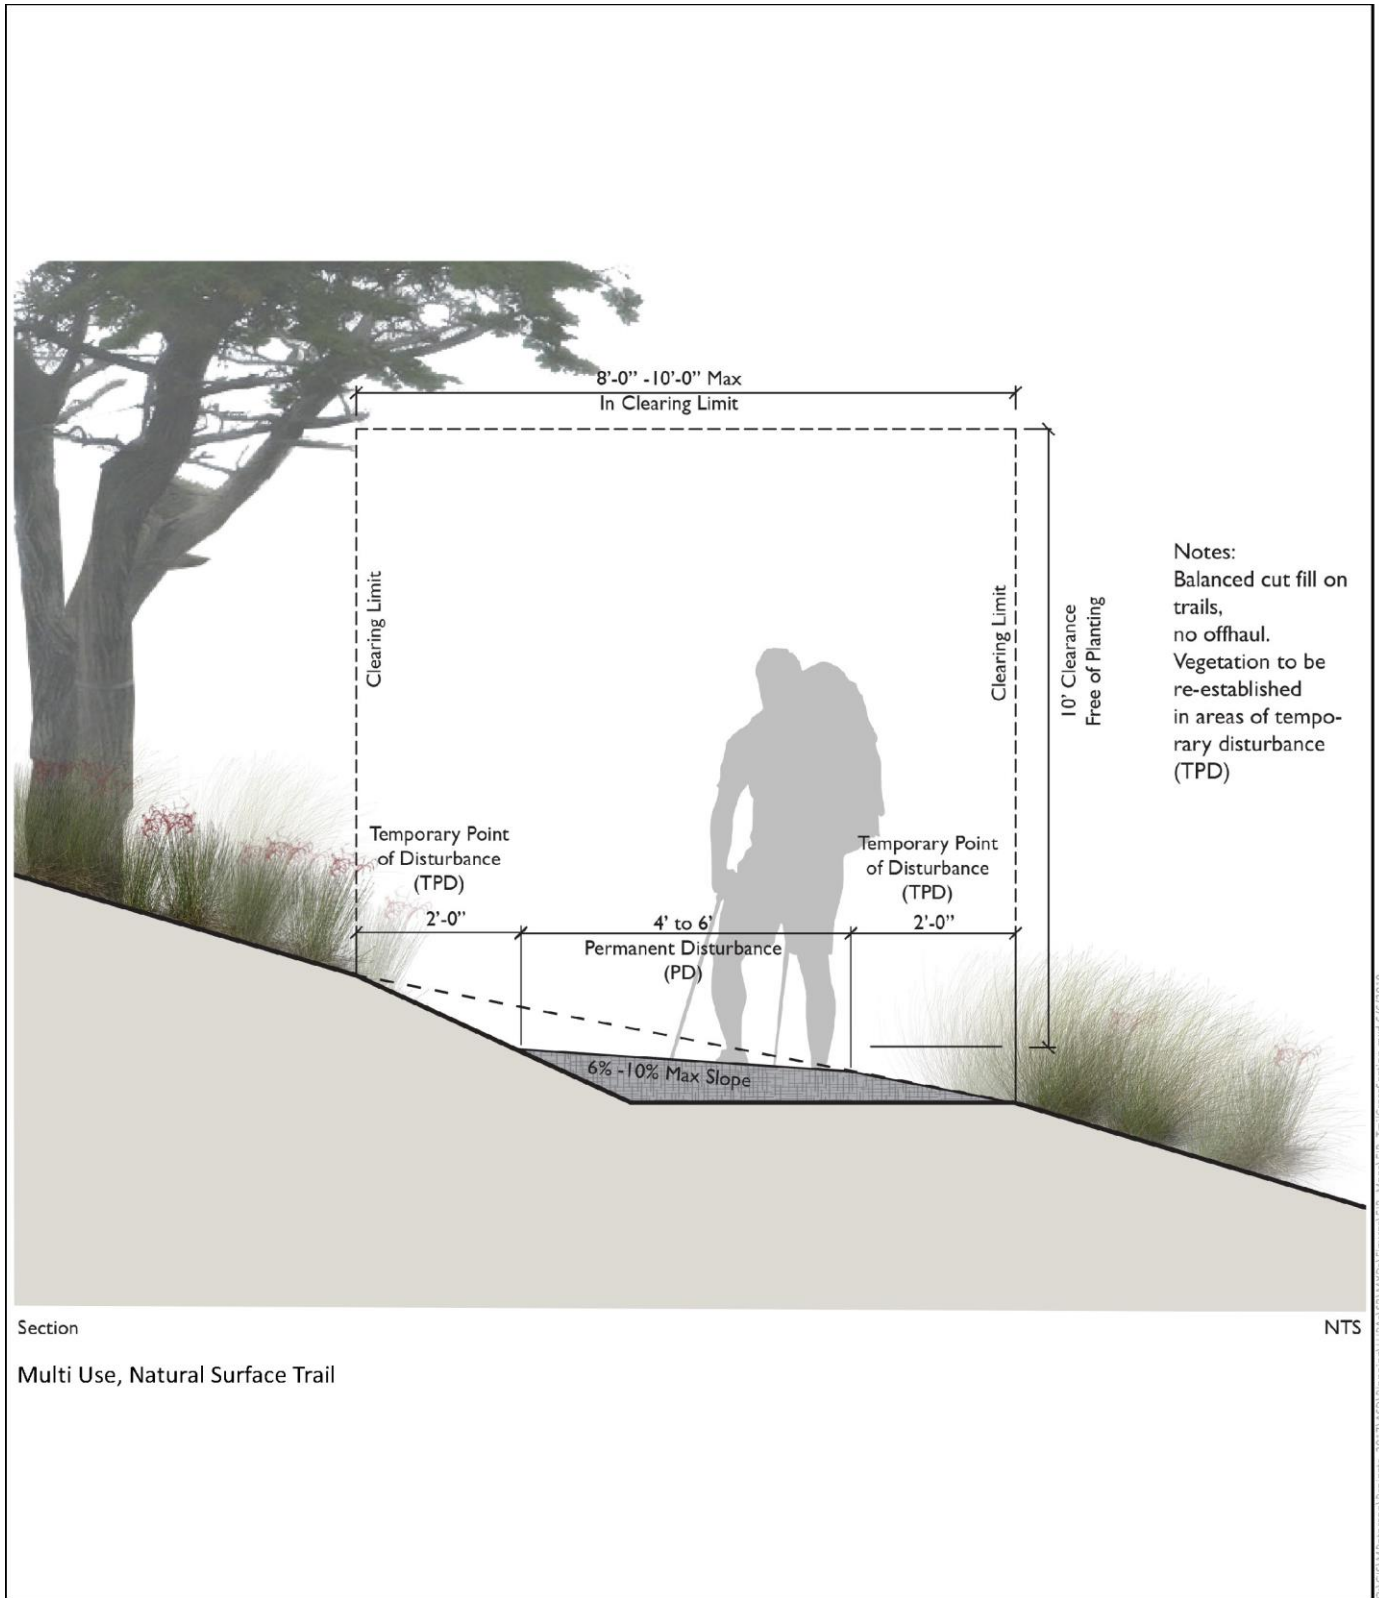 8'-0" -10'-0" Max
In Clearing Limit
Clearing Limit
Clearing Limit
10' Clearance
Free of Planting
Notes:
Balanced cut fill on
trails,
no offhaul.
Vegetation to be
re-established
in areas of tempo-
rary disturbance
(TPD)
Temporary Point
of Disturbance
(TPD)
2'-0"
4' to 6'
Permanent Disturbance
(PD)
Temporary Point
of Disturbance
(TPD)
2'-0"
6% -10% Max Slope
Section
NTS
Multi Use, Natural Surface Trail